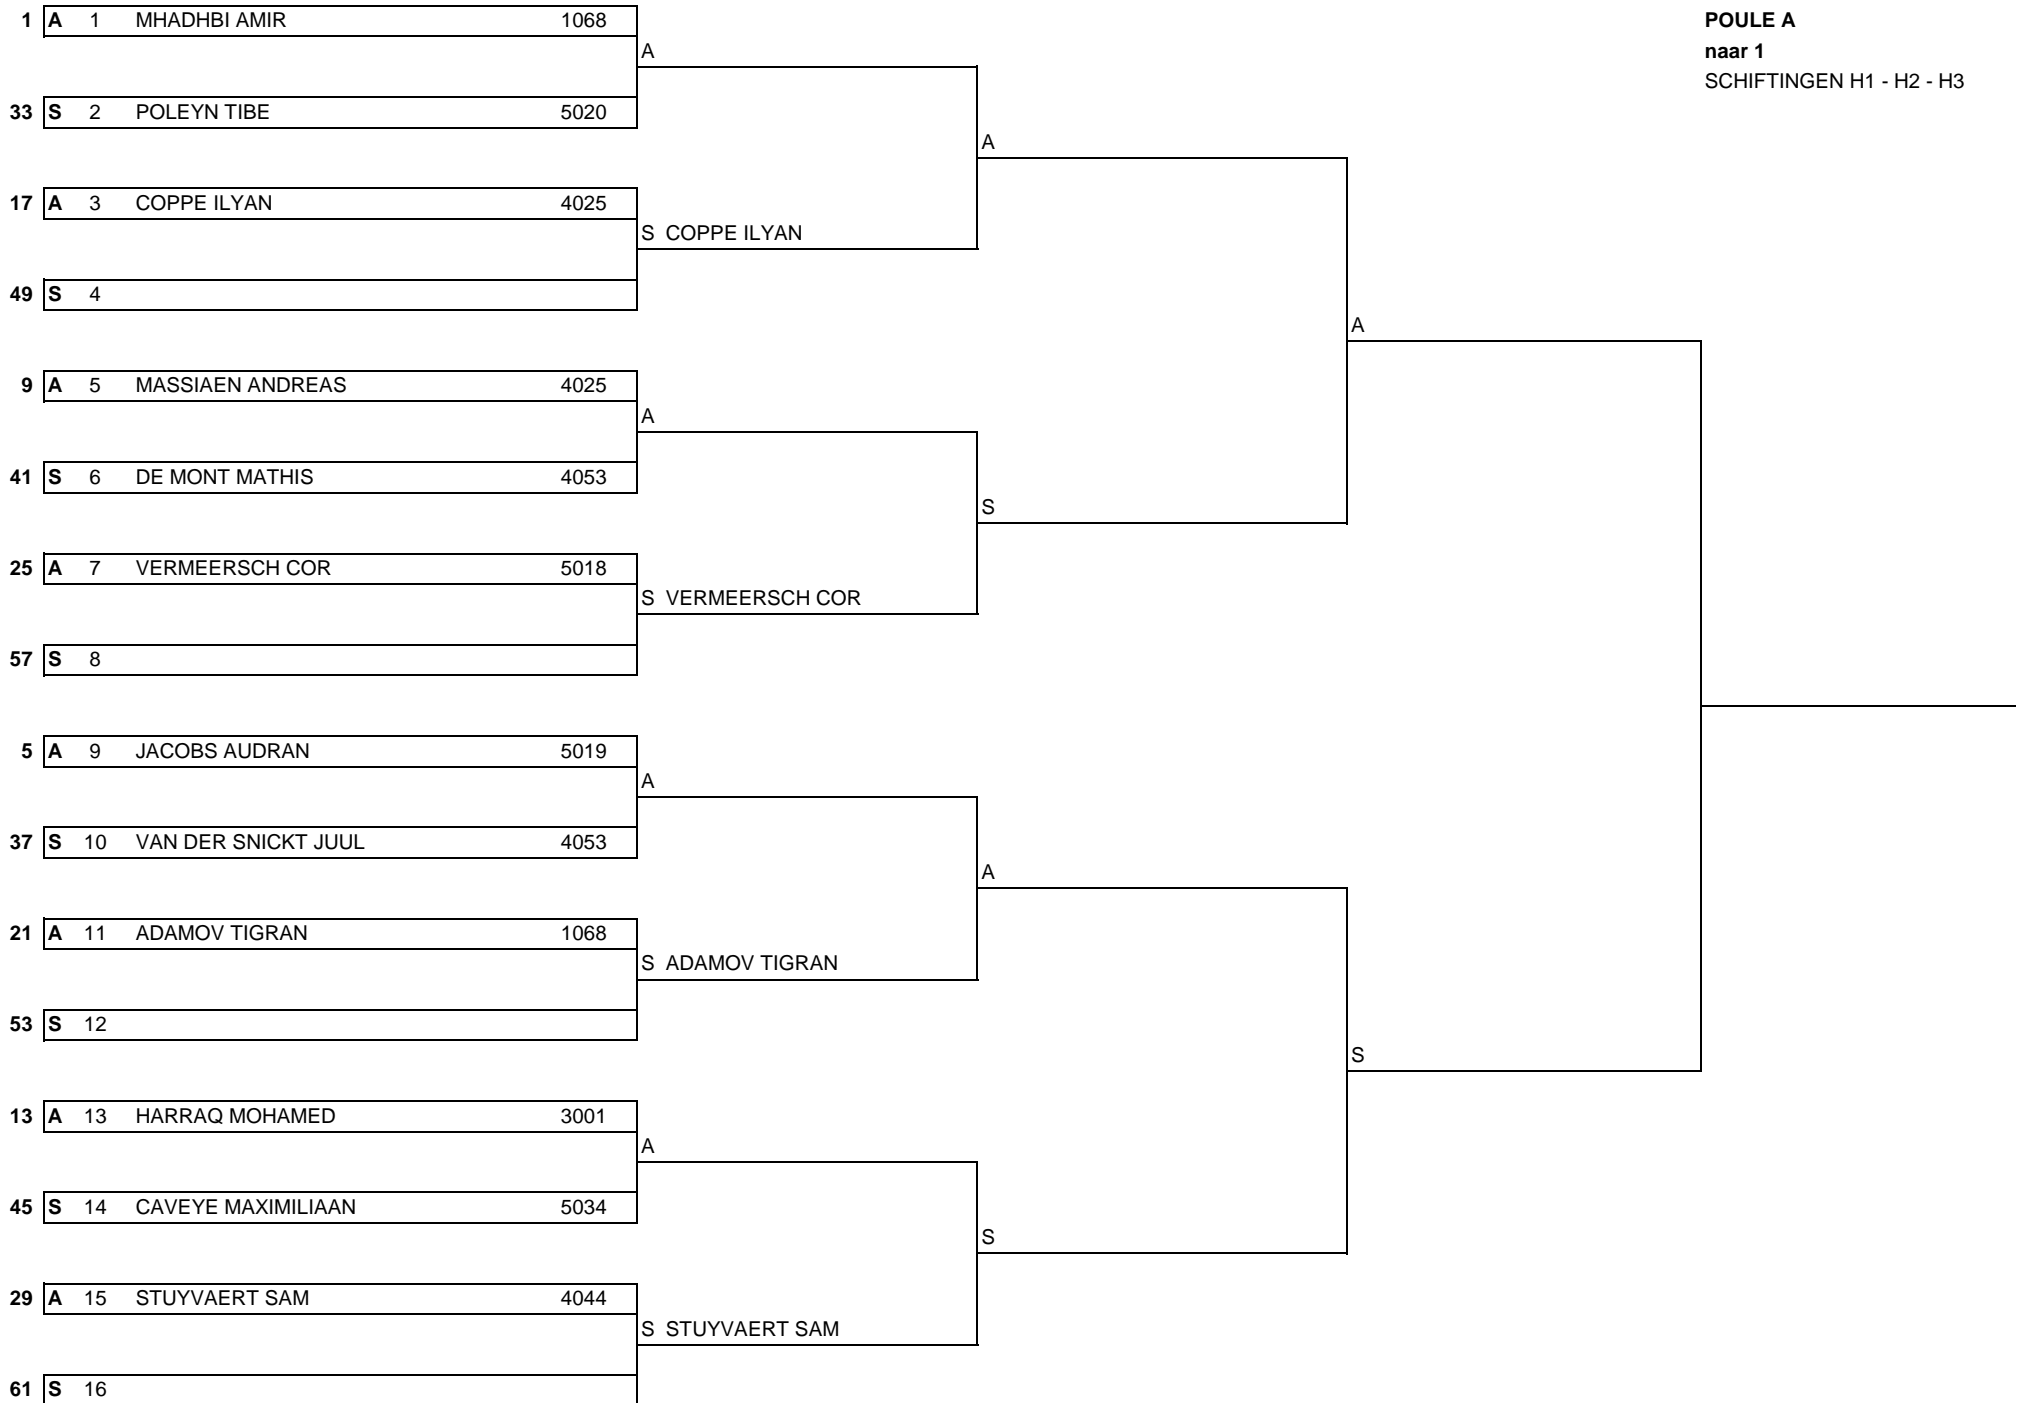 1 A 1 MHADHBI AMIR 1068
POULE A
A
naar 1
SCHIFTINGEN H1 - H2 - H3
33 S 2 POLEYN TIBE 5020
A
17 A 3 COPPE ILYAN 4025
S COPPE ILYAN
49 S 4
A
9 A 5 MASSIAEN ANDREAS 4025
A
41 S 6 DE MONT MATHIS 4053
S
25 A 7 VERMEERSCH COR 5018
S VERMEERSCH COR
57 S 8
5 A 9 JACOBS AUDRAN 5019
A
37 S 10 VAN DER SNICKT JUUL 4053
A
21 A 11 ADAMOV TIGRAN 1068
S ADAMOV TIGRAN
53 S 12
S
13 A 13 HARRAQ MOHAMED 3001
A
45 S 14 CAVEYE MAXIMILIAAN 5034
S
29 A 15 STUYVAERT SAM 4044
S STUYVAERT SAM
61 S 16